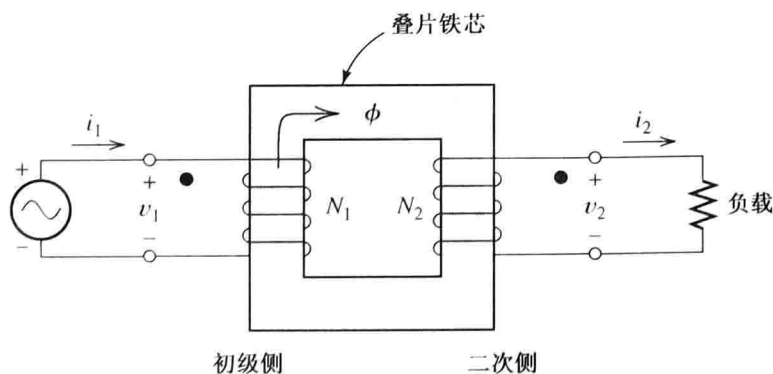 叠片铁芯
i₁
ϕ
i₂
+
+
+
v₁
N₁
N₂
v₂
负载
−
−
−
初级侧
二次侧